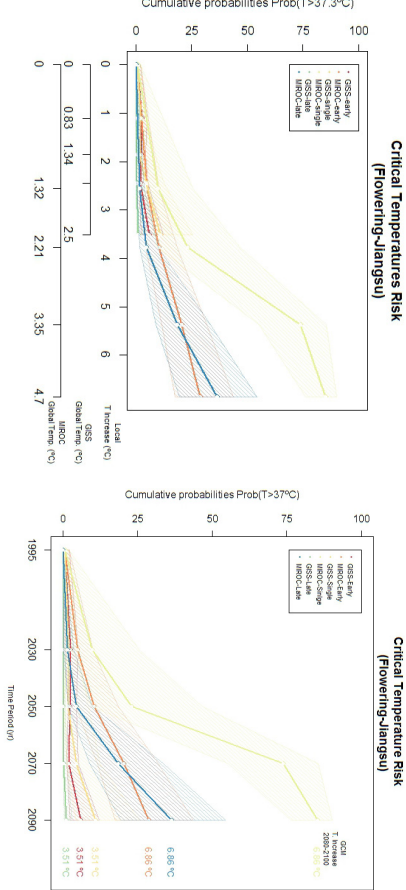 Critical Temperatures Risk
(Flowering-Jiangsu)
Cumulative probabilities Prob(T>37.3ºC)
0
25
50
75
100
GISS-early
MIROC-early
GISS-single
MIROC-single
GISS-late
MIROC-late
0
1
2
3
4
5
6
Local
T Increase (ºC)
0
0.83
1.34
2.5
GISS
Global Temp. (ºC)
0
1.32
2.21
3.35
4.7
MIROC
Global Temp. (ºC)
Critical Temperature Risk
(Flowering-Jiangsu)
Cumulative probabilities Prob(T>37ºC)
0
25
50
75
100
GISS-Early
MIROC-Early
GISS-Single
MIROC-Singe
GISS-Late
MIROC-Late
GCM
T. Increase
2080-2100
6.86 ºC
6.86 ºC
6.86 ºC
3.51 ºC
3.51 ºC
3.51 ºC
1995
2030
2050
2070
2090
Time Period (yr)